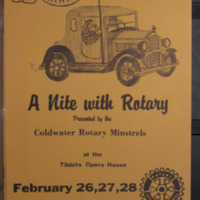 A Nite with Rotary
Presented by the
Coldwater Rotary Minstrels
at the
Tibbits Opera House
February 26,27,28